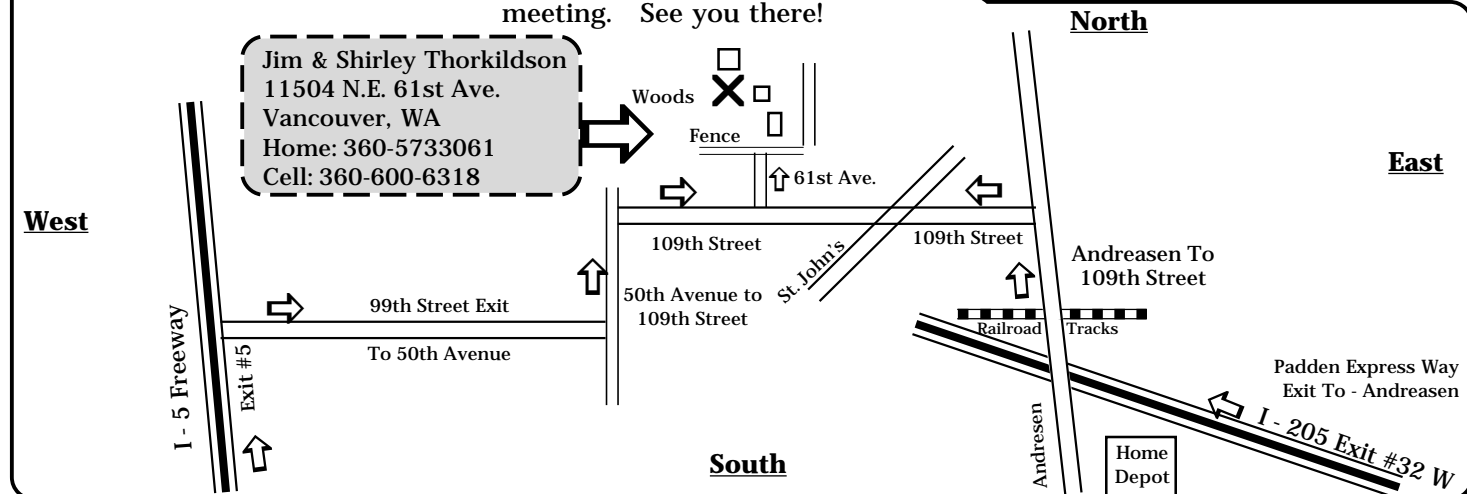 meeting.   See you there!
North
Jim & Shirley Thorkildson
11504 N.E. 61st Ave.
Vancouver, WA
Home: 360-5733061
Cell: 360-600-6318
Woods
Fence
61st Ave.
East
West
109th Street
St. John's
109th Street
Andreasen To
109th Street
50th Avenue to
109th Street
99th Street Exit
To 50th Avenue
Railroad Tracks
I - 5 Freeway
Exit #5
Padden Express Way
Exit To - Andreasen
I - 205 Exit #32 W
Andresen
Home
Depot
South